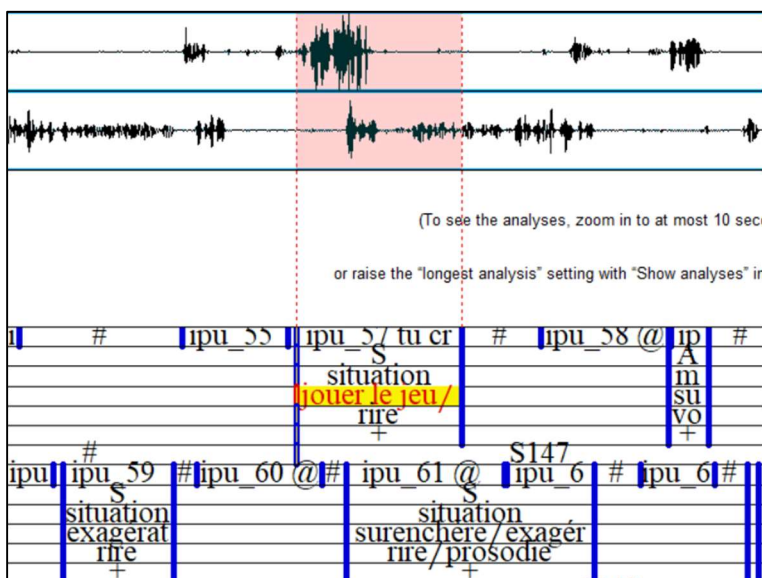 (To see the analyses, zoom in to at most 10 seco
or raise the “longest analysis” setting with “Show analyses” in
i # ipu_55 ipu_57 tu cr # ipu_58 @ ip #
S A
situation m
jouer le jeu/ su
rire vo
+ +
# S147
ipu ipu_59 # ipu_60 @ # ipu_61 @ ipu_6 # ipu_6 #
S S
situation situation
exagérat surenchère/exagér
rire rire/prosodie
+ +